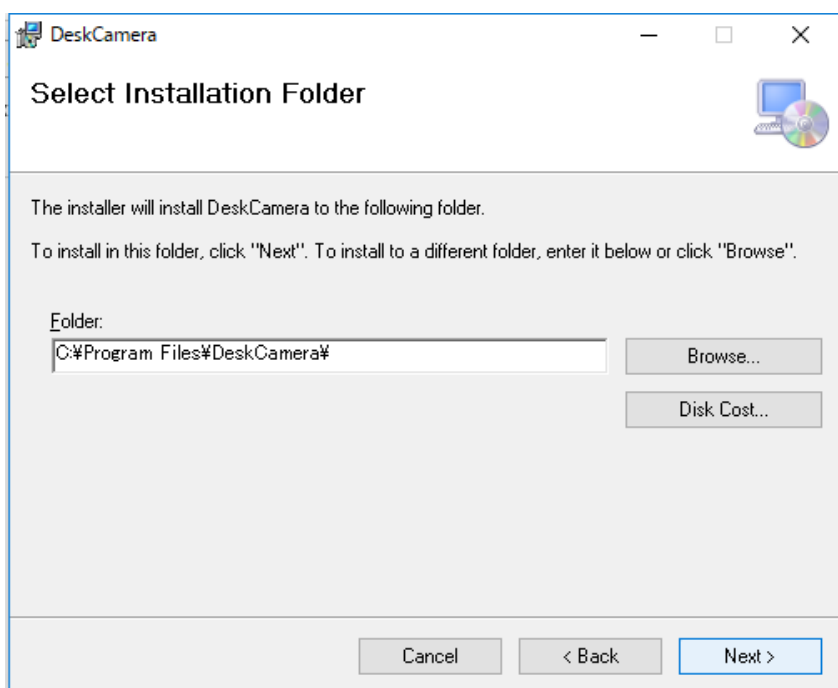 DeskCamera
Select Installation Folder
The installer will install DeskCamera to the following folder.
To install in this folder, click "Next". To install to a different folder, enter it below or click "Browse".
Folder:
C:¥Program Files¥DeskCamera¥
Browse...
Disk Cost...
Cancel
< Back
Next >